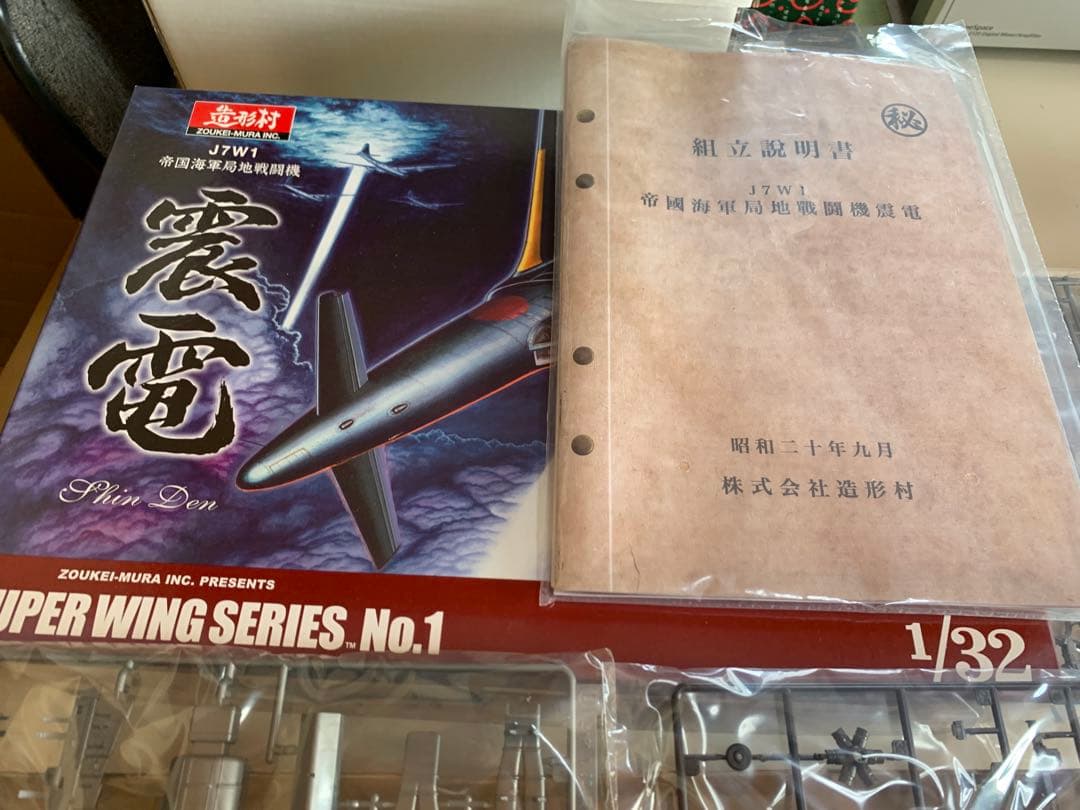 造形村
ZOUKEI-MURA INC.
J7W1
帝国海軍局地戦闘機
震電
Shin Den
ZOUKEI-MURA INC. PRESENTS
UPER WING SERIES™ No.1
1/32
㊙
組立説明書
J7W1
帝國海軍局地戰闘機震電
昭和二十年九月
株式会社造形村